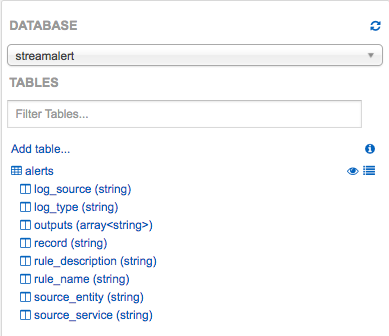 DATABASE
streamalert
TABLES
Filter Tables...
Add table...
alerts
log_source (string)
log_type (string)
outputs (array<string>)
record (string)
rule_description (string)
rule_name (string)
source_entity (string)
source_service (string)